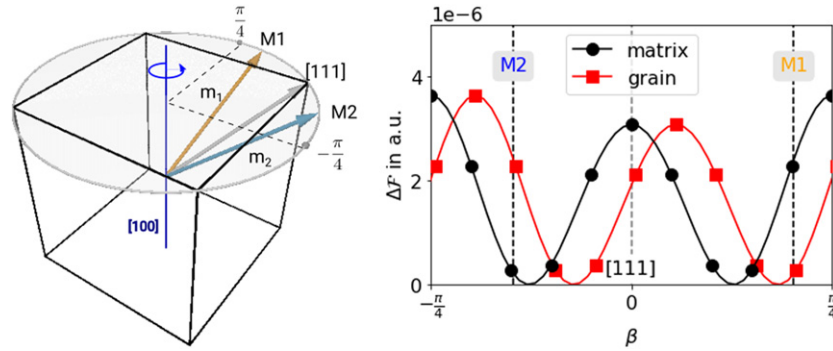 π/4
M1
[111]
m₁
M2
m₂
-π/4
[100]
1e−6
M2
matrix
grain
M1
4
2
0
Δℱ in a.u.
[111]
-π/4
0
π/4
β